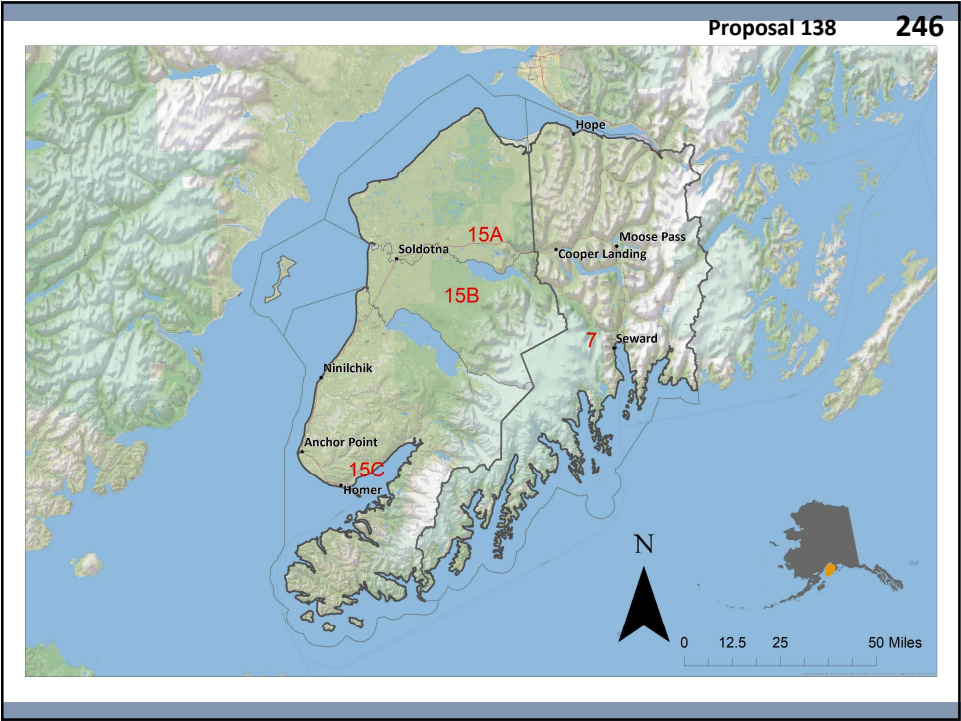 Proposal 138
246
Hope
15A
Moose Pass
Soldotna
Cooper Landing
15B
7
Seward
Ninilchik
Anchor Point
15C
Homer
N
0 12.5 25 50 Miles